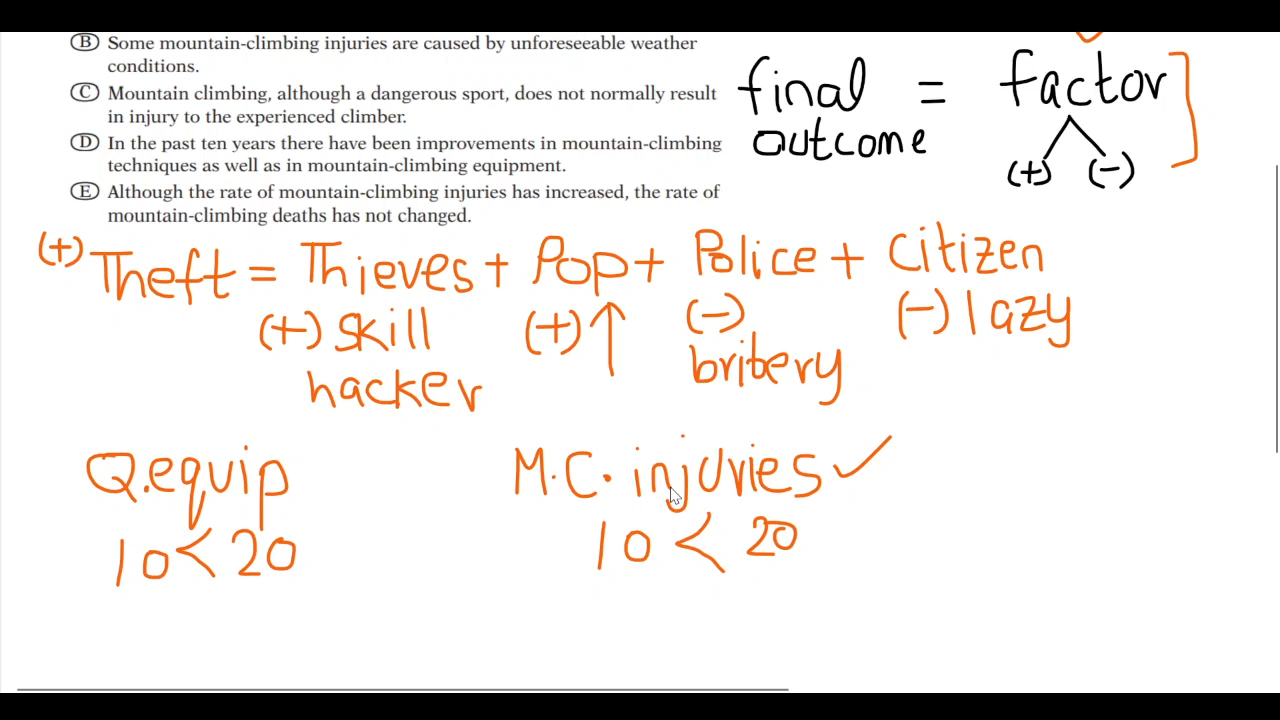 B Some mountain-climbing injuries are caused by unforeseeable weather
conditions.
C Mountain climbing, although a dangerous sport, does not normally result
in injury to the experienced climber.
D In the past ten years there have been improvements in mountain-climbing
techniques as well as in mountain-climbing equipment.
E Although the rate of mountain-climbing injuries has increased, the rate of
mountain-climbing deaths has not changed.
final = factor
outcome
(+) (-)
(+) Theft = Thieves + Pop + Police + Citizen
(+) skill (+) ↑ (-) (-) lazy
hacker bribery
Q.equip M.C. injuries ✓
10 < 20 10 < 20